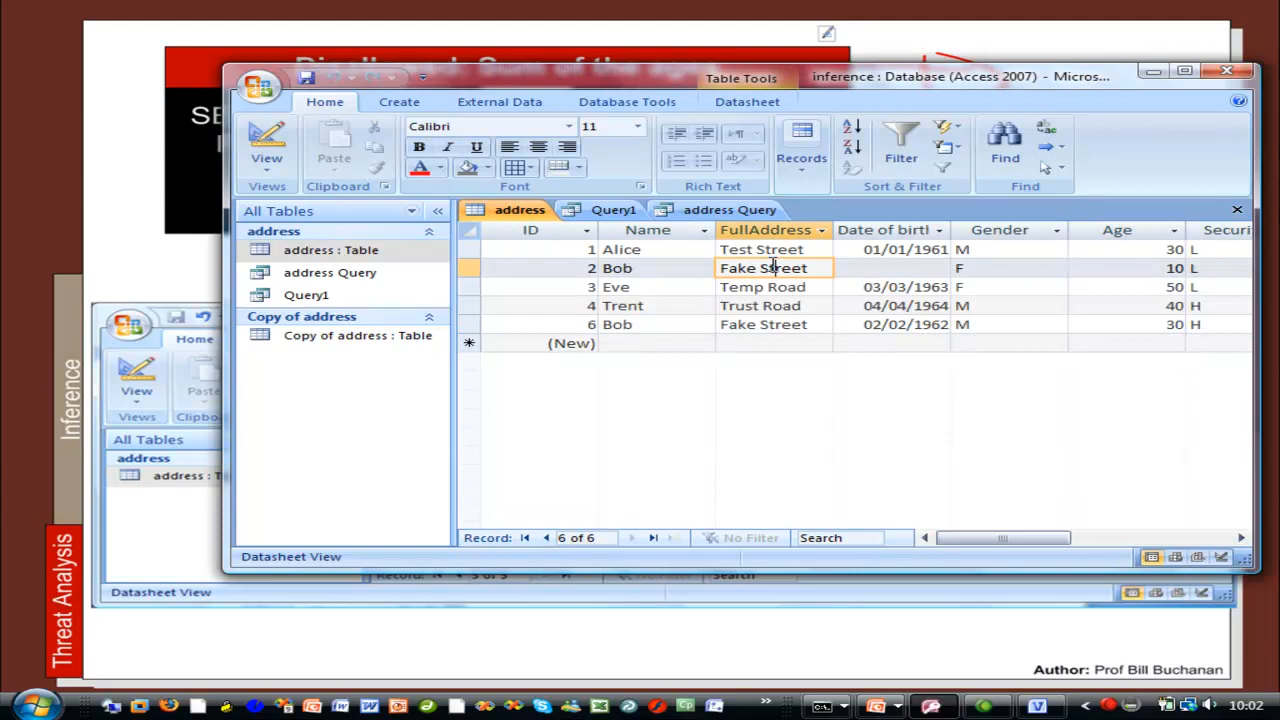 inference : Database (Access 2007) - Micros...
Table Tools
Home
Create
External Data
Database Tools
Datasheet
Calibri
11
View
Paste
Records
Filter
Find
B I U
Views
Clipboard
Font
Rich Text
Sort & Filter
Find
All Tables
address
address : Table
address Query
Query1
Copy of address
Copy of address : Table
address
Query1
address Query
ID Name FullAddress Date of birtl Gender Age Securi
1 Alice Test Street 01/01/1961 M 30 L
2 Bob Fake Street F 10 L
3 Eve Temp Road 03/03/1963 F 50 L
4 Trent Trust Road 04/04/1964 M 40 H
6 Bob Fake Street 02/02/1962 M 30 H
(New)
Record: 6 of 6 No Filter Search
Datasheet View
SE
Home
View
Paste
Views
Clipbo
All Tables
address
address : T
Search
Datasheet View
Inference
Threat Analysis
Author: Prof Bill Buchanan
10:02